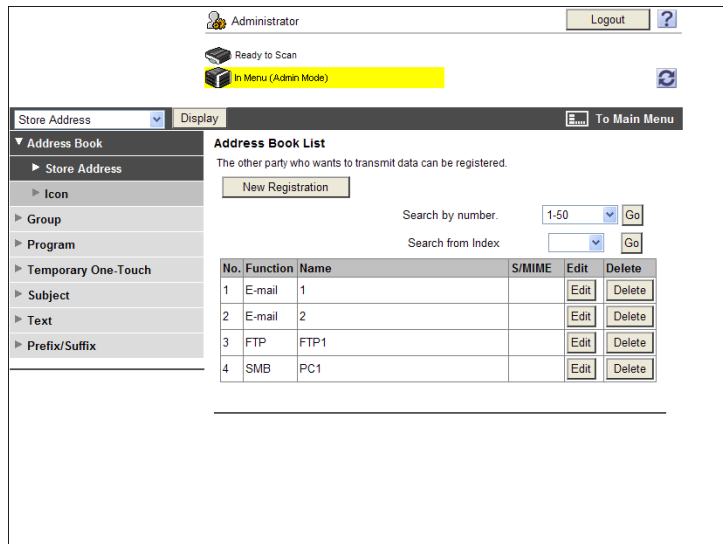 Administrator
Logout
?
Ready to Scan
In Menu (Admin Mode)
Store Address
Display
To Main Menu
Address Book
Store Address
Icon
Group
Program
Temporary One-Touch
Subject
Text
Prefix/Suffix
Address Book List
The other party who wants to transmit data can be registered.
New Registration
Search by number. 1-50 Go
Search from Index Go
No. Function Name S/MIME Edit Delete
1 E-mail 1 Edit Delete
2 E-mail 2 Edit Delete
3 FTP FTP1 Edit Delete
4 SMB PC1 Edit Delete